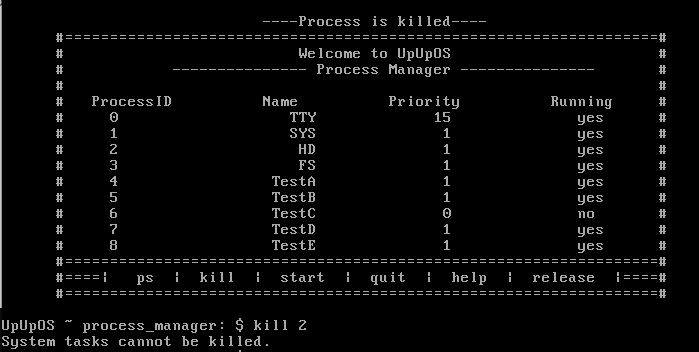 ----Process is killed----
#=============================================================#
# Welcome to UpUpOS #
# --------------- Process Manager --------------- #
# #
# ProcessID Name Priority Running #
# 0 TTY 15 yes #
# 1 SYS 1 yes #
# 2 HD 1 yes #
# 3 FS 1 yes #
# 4 TestA 1 yes #
# 5 TestB 1 yes #
# 6 TestC 0 no #
# 7 TestD 1 yes #
# 8 TestE 1 yes #
#=============================================================#
#====¦ ps ¦ kill ¦ start ¦ quit ¦ help ¦ release ¦====#
#=============================================================#
UpUpOS ~ process_manager: $ kill 2
System tasks cannot be killed.